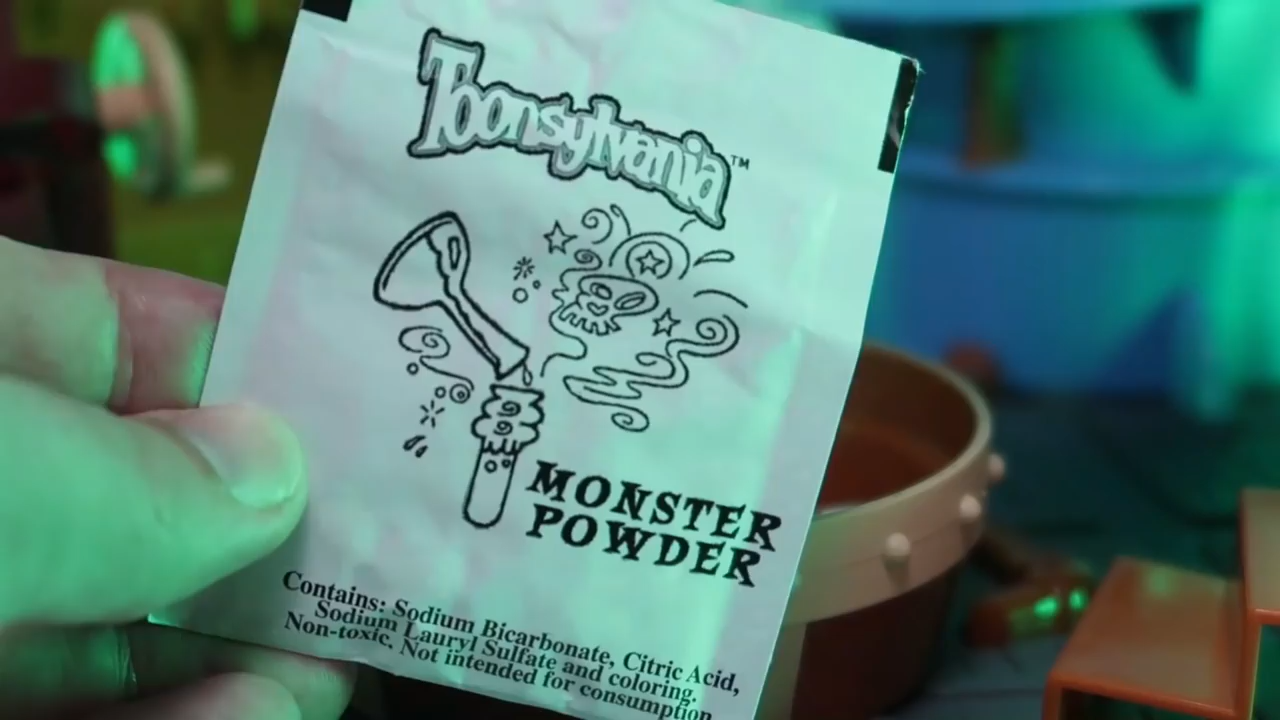 Toonsylvania™
MONSTER
POWDER
Contains: Sodium Bicarbonate, Citric Acid,
Sodium Lauryl Sulfate and coloring.
Non-toxic. Not intended for consumption